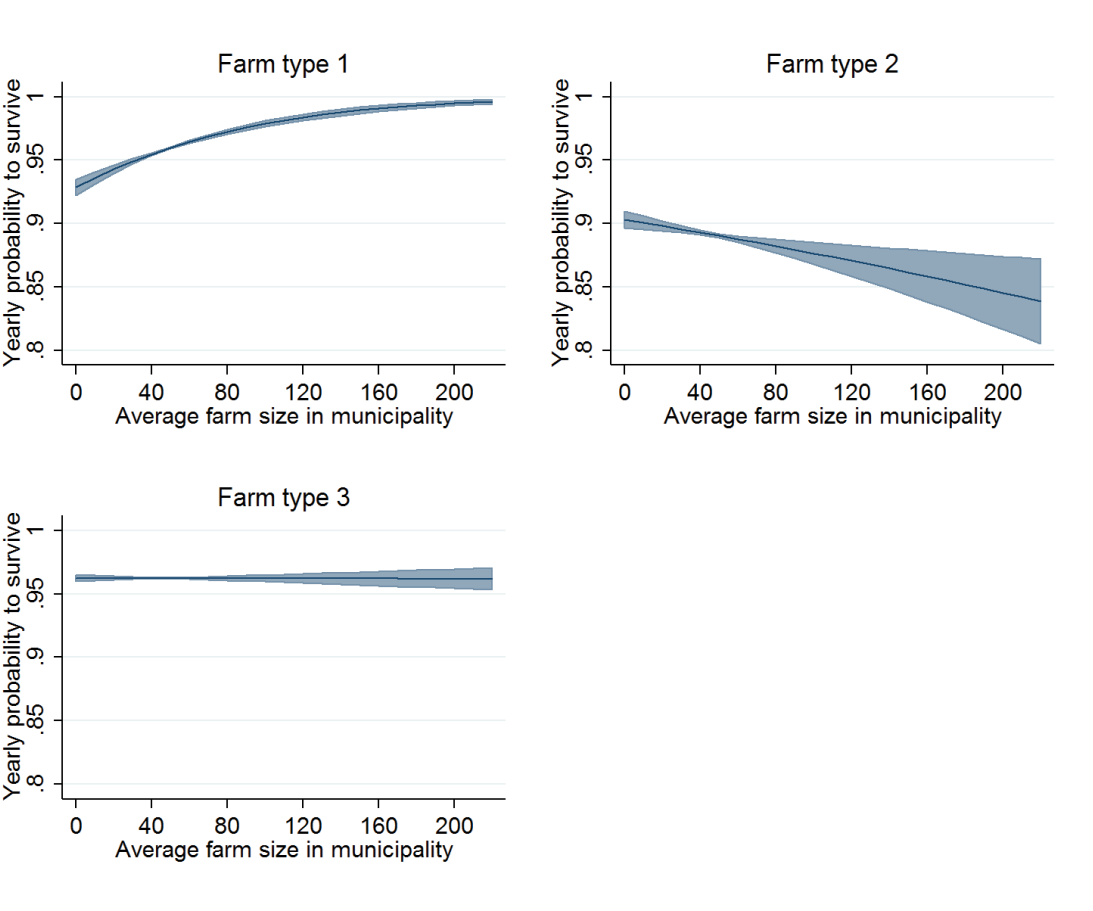 Farm type 1
Yearly probability to survive
1
.95
.9
.85
.8
0 40 80 120 160 200
Average farm size in municipality
Farm type 2
Yearly probability to survive
1
.95
.9
.85
.8
0 40 80 120 160 200
Average farm size in municipality
Farm type 3
Yearly probability to survive
1
.95
.9
.85
.8
0 40 80 120 160 200
Average farm size in municipality